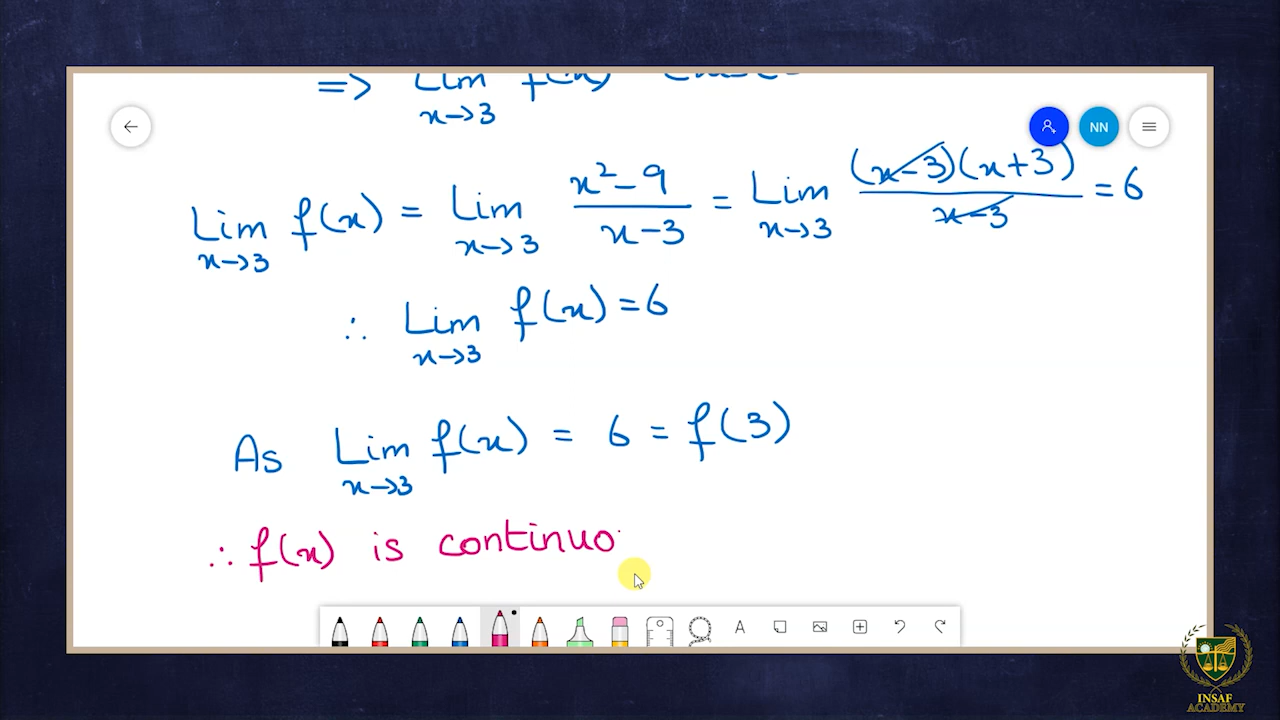 => Lim f(x)
x→3
NN
Lim f(x) = Lim x²-9 / x-3 = Lim (x-3)(x+3) / x-3 = 6
x→3 x→3 x→3
∴ Lim f(x) = 6
x→3
As Lim f(x) = 6 = f(3)
x→3
∴ f(x) is continuo
A
INSAF
ACADEMY